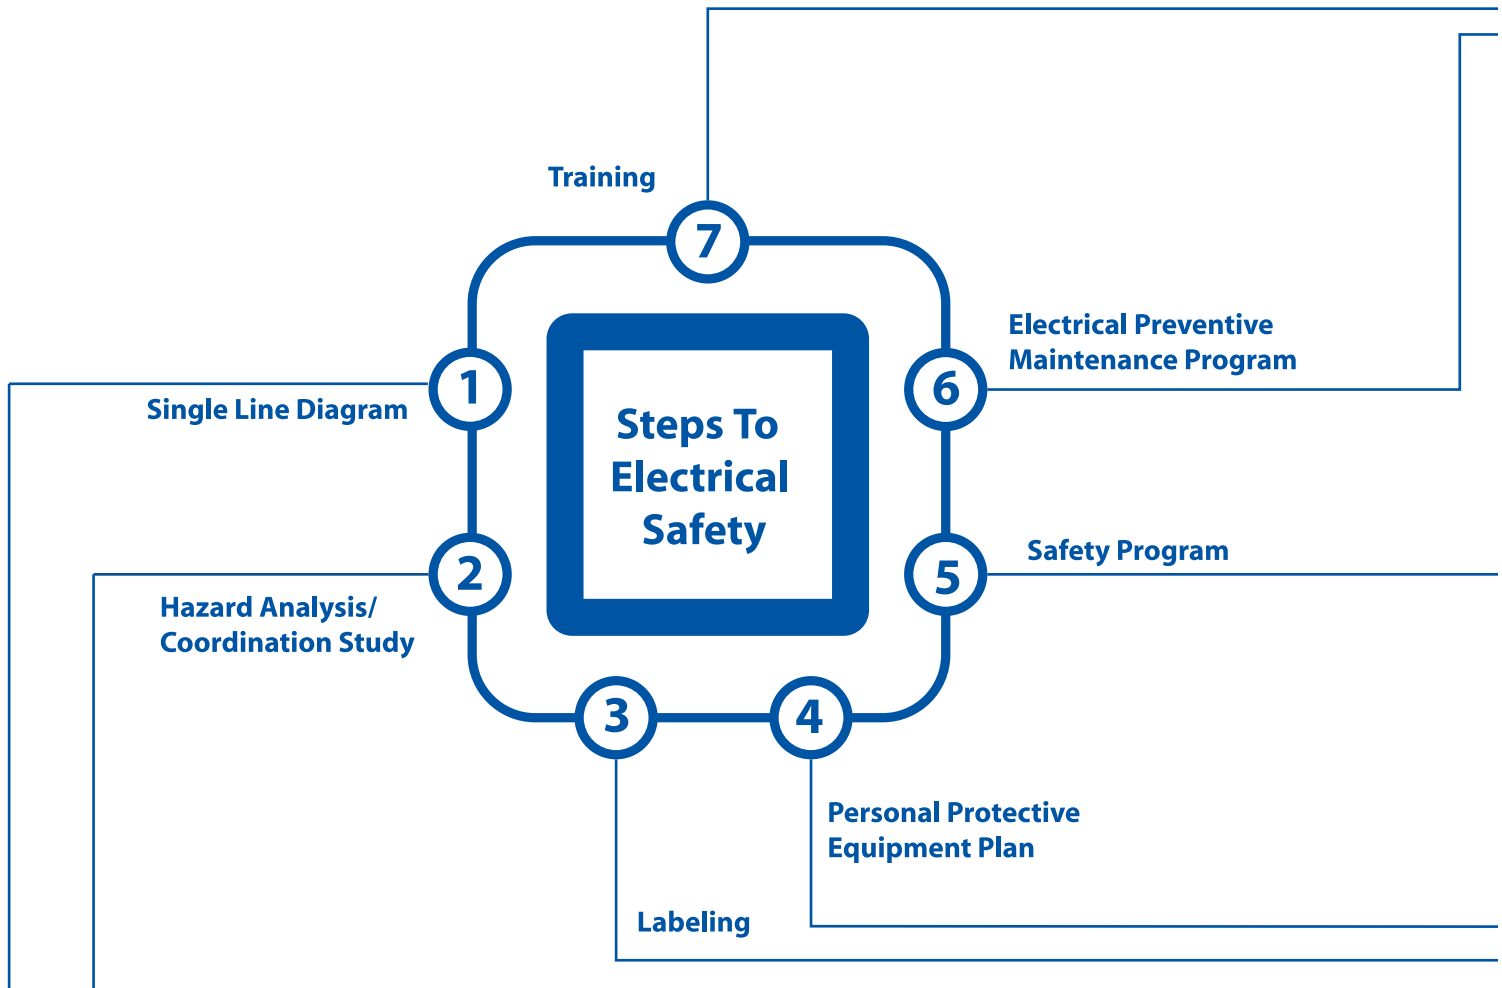 Training
7
Electrical Preventive
Maintenance Program
6
1
Single Line Diagram
Steps To
Electrical
Safety
Safety Program
5
2
Hazard Analysis/
Coordination Study
3
4
Personal Protective
Equipment Plan
Labeling